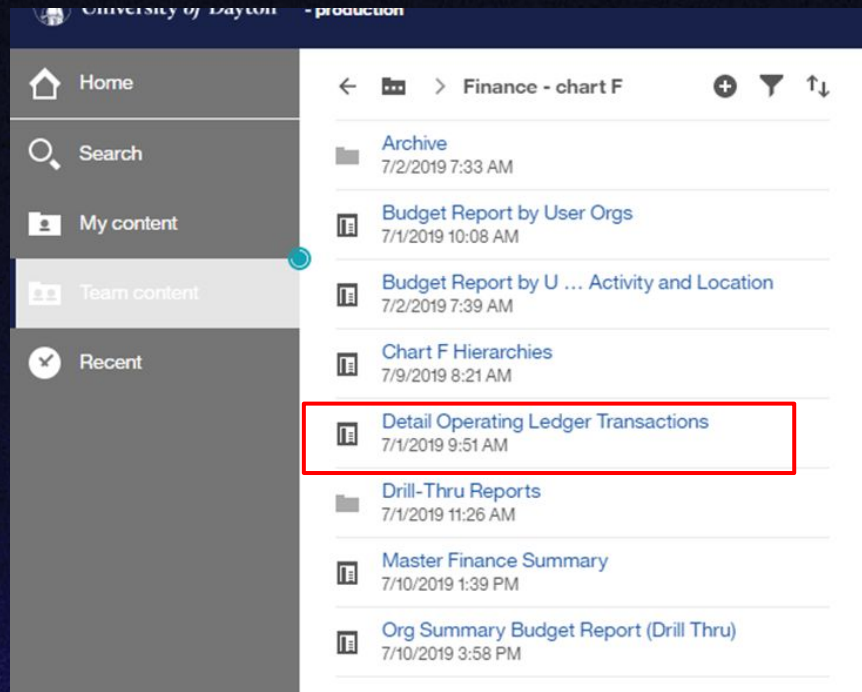 University of Dayton - production
Home
Search
My content
Team content
Recent
Finance - chart F
Archive
7/2/2019 7:33 AM
Budget Report by User Orgs
7/1/2019 10:08 AM
Budget Report by U ... Activity and Location
7/2/2019 7:39 AM
Chart F Hierarchies
7/9/2019 8:21 AM
Detail Operating Ledger Transactions
7/1/2019 9:51 AM
Drill-Thru Reports
7/1/2019 11:26 AM
Master Finance Summary
7/10/2019 1:39 PM
Org Summary Budget Report (Drill Thru)
7/10/2019 3:58 PM